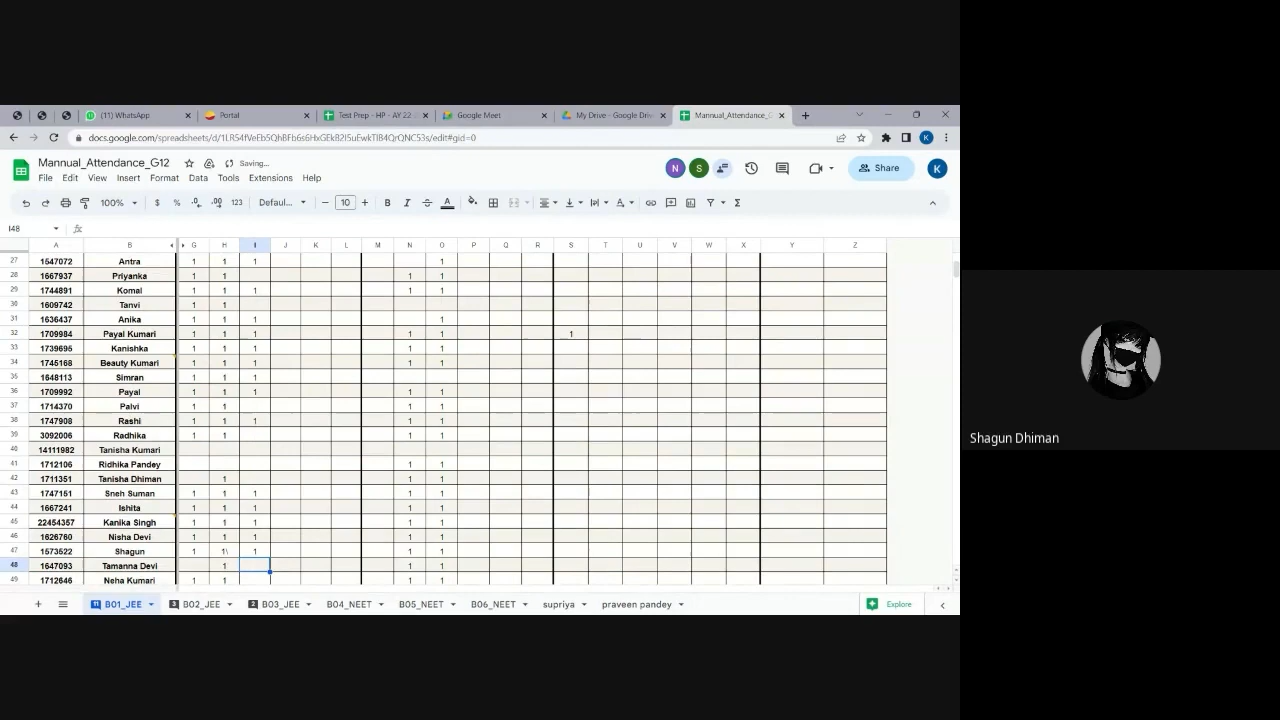 (11) WhatsApp Portal Test Prep - HP - AY 22 Google Meet My Drive - Google Driv Mannual_Attendance_G
docs.google.com/spreadsheets/d/1LRS4fVeEb5QhBFb6s6HxGEkB2I5uEwkTlB4QrQNC53s/edit#gid=0
Mannual_Attendance_G12 Saving...
File Edit View Insert Format Data Tools Extensions Help
N S Share K
100% $ % .0 .00 123 Defaul... 10 B I A
I48 fx
A B G H I J K L M N O P Q R S T U V W X Y Z
27 1547072 Antra 1 1 1 1
28 1667937 Priyanka 1 1 1 1
29 1744891 Komal 1 1 1 1 1
30 1609742 Tanvi 1 1
31 1636437 Anika 1 1 1 1
32 1709984 Payal Kumari 1 1 1 1 1 1
33 1739695 Kanishka 1 1 1 1 1
34 1745168 Beauty Kumari 1 1 1 1 1
35 1648113 Simran 1 1 1
36 1709992 Payal 1 1 1 1 1
37 1714370 Palvi 1 1 1 1
38 1747908 Rashi 1 1 1 1 1
39 3092006 Radhika 1 1 1 1
40 14111982 Tanisha Kumari
41 1712106 Ridhika Pandey 1 1
42 1711351 Tanisha Dhiman 1
43 1747151 Sneh Suman 1 1 1 1 1
44 1667241 Ishita 1 1 1 1 1
45 22454357 Kanika Singh 1 1 1 1 1
46 1626760 Nisha Devi 1 1 1 1 1
47 1573522 Shagun 1 1\ 1 1 1
48 1647093 Tamanna Devi 1 1 1
49 1712646 Neha Kumari 1 1 1 1
11 B01_JEE 3 B02_JEE 2 B03_JEE B04_NEET B05_NEET B06_NEET supriya praveen pandey Explore
Shagun Dhiman